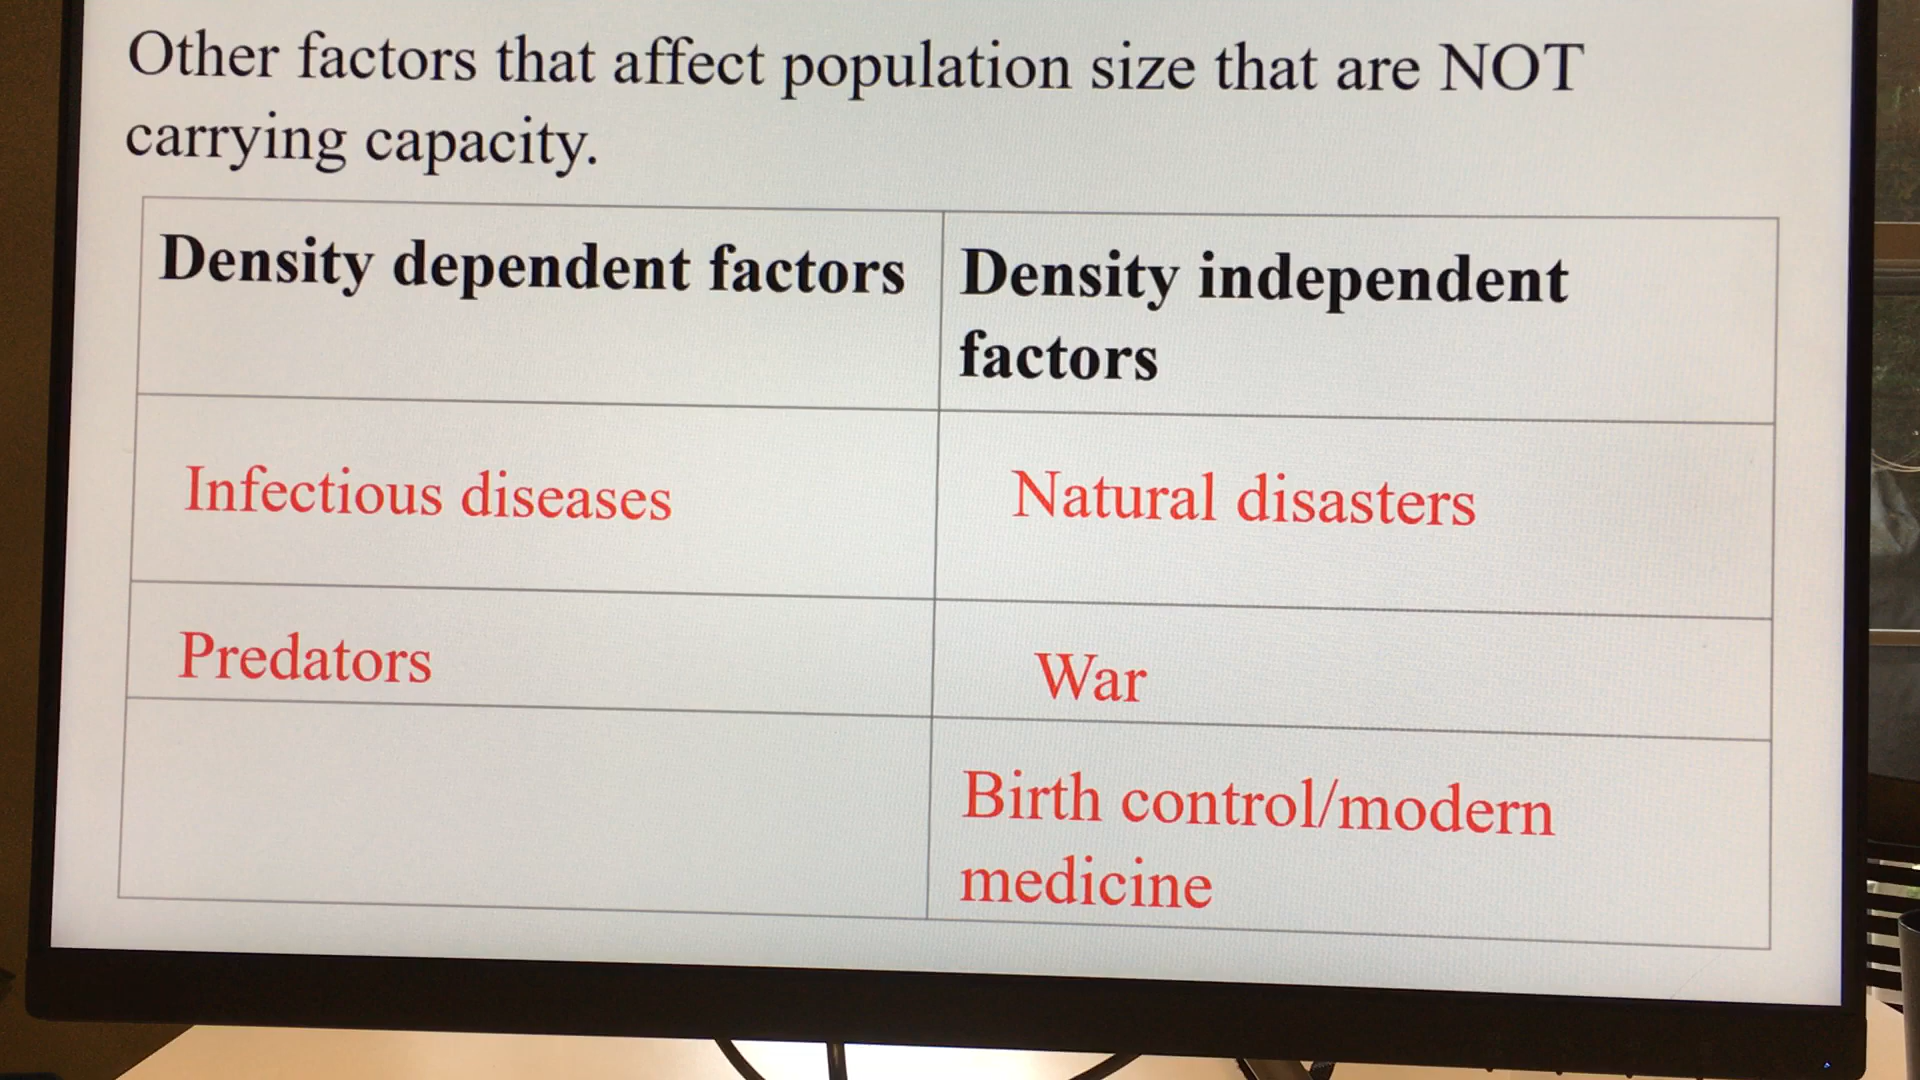 Other factors that affect population size that are NOT
carrying capacity.
Density dependent factors
Density independent
factors
Infectious diseases
Natural disasters
Predators
War
Birth control/modern
medicine